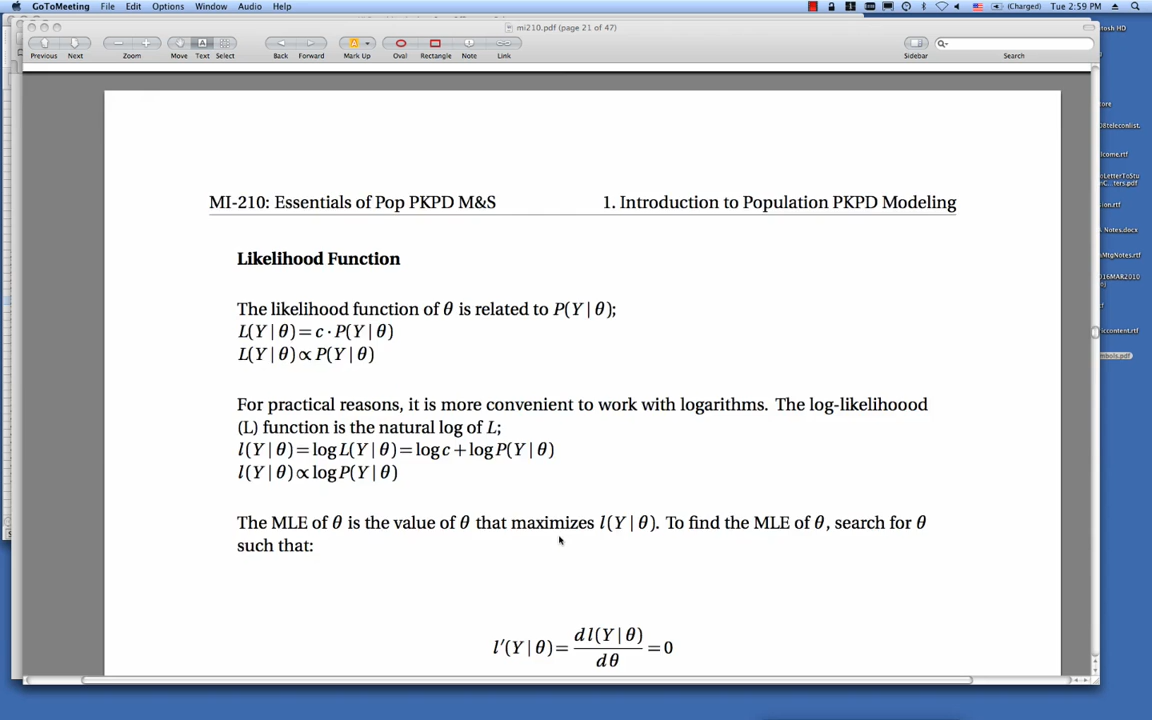 GoToMeeting File Edit Options Window Audio Help (Charged) Tue 2:59 PM
mi210.pdf (page 21 of 47)
Previous Next Zoom Move Text Select Back Forward Mark Up Oval Rectangle Note Link Sidebar Search
MI-210: Essentials of Pop PKPD M&S 1. Introduction to Population PKPD Modeling
Likelihood Function
The likelihood function of θ is related to P(Y | θ);
L(Y | θ) = c · P(Y | θ)
L(Y | θ) ∝ P(Y | θ)
For practical reasons, it is more convenient to work with logarithms. The log-likelihoood
(L) function is the natural log of L;
l(Y | θ) = log L(Y | θ) = log c + log P(Y | θ)
l(Y | θ) ∝ log P(Y | θ)
The MLE of θ is the value of θ that maximizes l(Y | θ). To find the MLE of θ, search for θ
such that:
l′(Y | θ) = dl(Y | θ) / dθ = 0